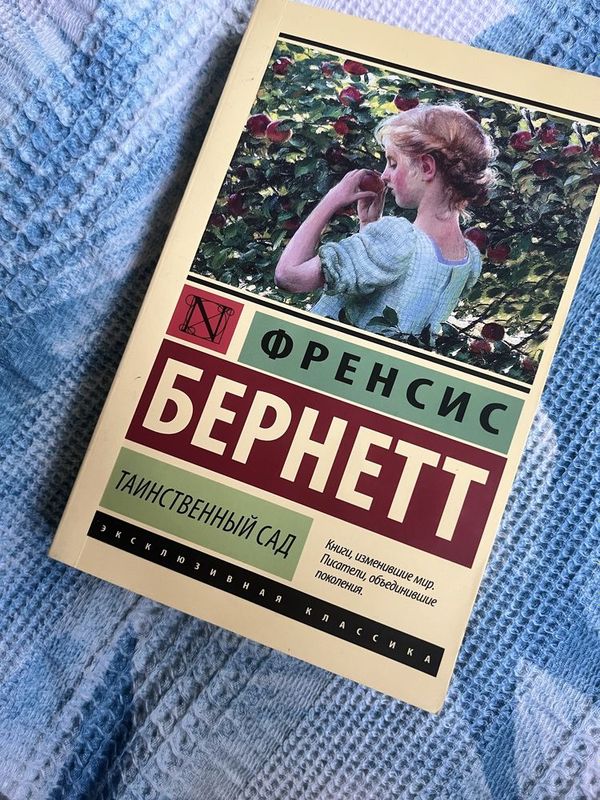 N
ФРЕНСИС
БЕРНЕТТ
ТАИНСТВЕННЫЙ САД
Книги, изменившие мир.
Писатели, объединившие
поколения.
ЭКСКЛЮЗИВНАЯ КЛАССИКА